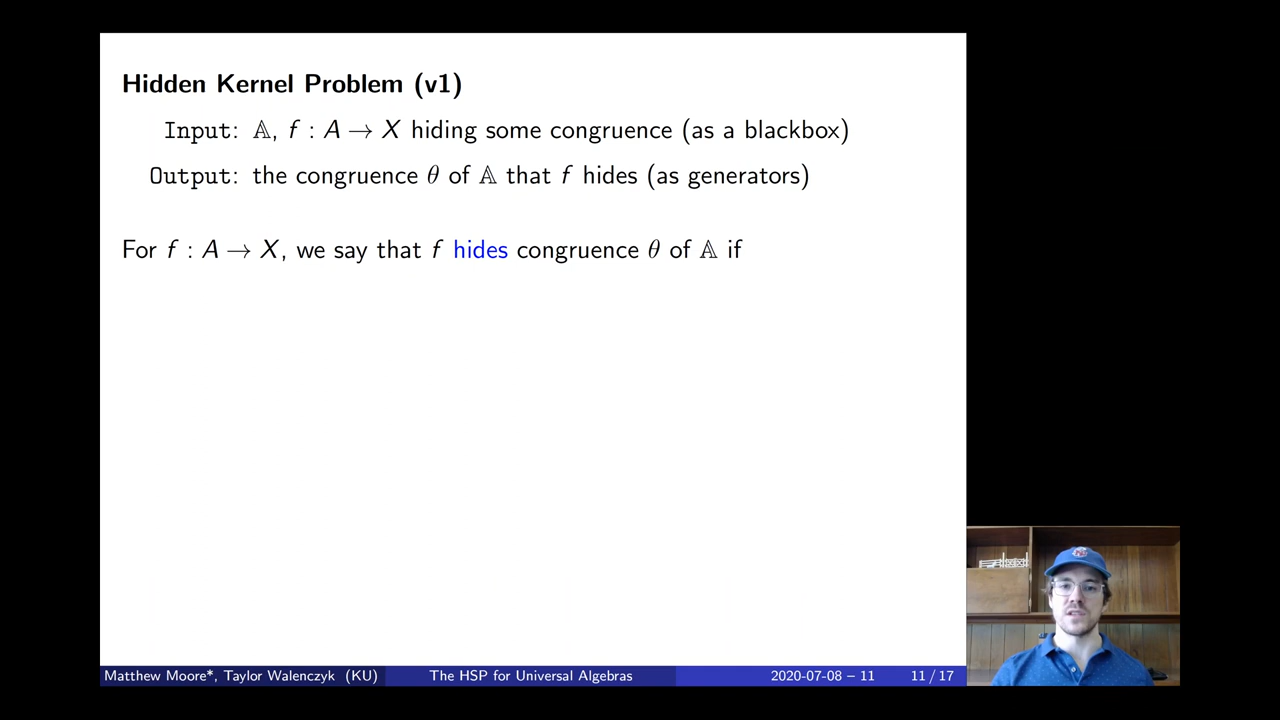 Hidden Kernel Problem (v1)
Input: 𝔸, f : A → X hiding some congruence (as a blackbox)
Output: the congruence θ of 𝔸 that f hides (as generators)
For f : A → X, we say that f hides congruence θ of 𝔸 if
Matthew Moore*, Taylor Walenczyk (KU) The HSP for Universal Algebras 2020-07-08 – 11 11 / 17